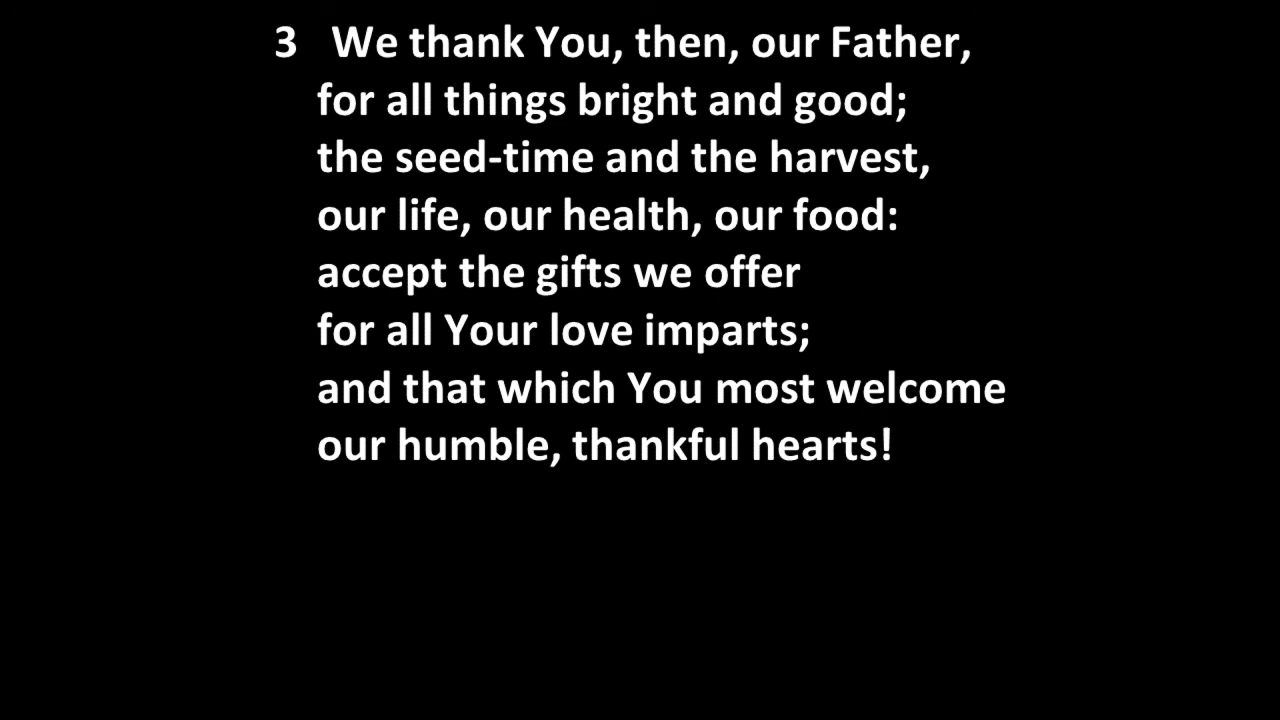 3 We thank You, then, our Father,
for all things bright and good;
the seed-time and the harvest,
our life, our health, our food:
accept the gifts we offer
for all Your love imparts;
and that which You most welcome
our humble, thankful hearts!